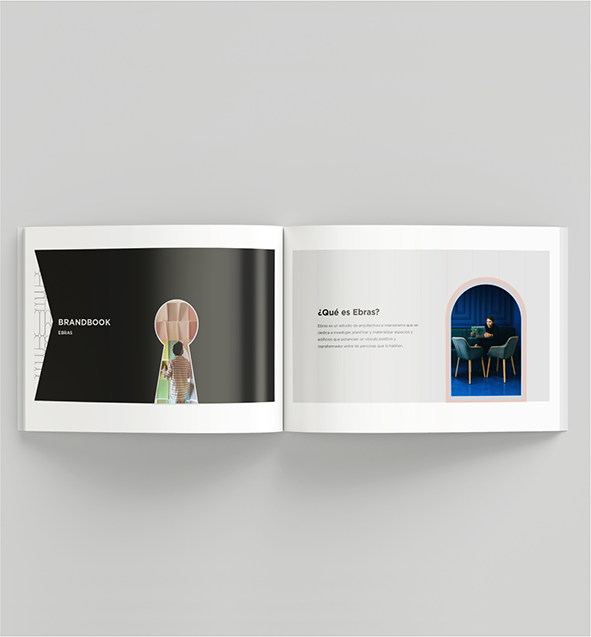 BRANDBOOK
EBRAS
¿Qué es Ebras?
Ebras es un estudio de arquitectura e interiorismo que se
dedica a investigar, planificar y materializar espacios y
edificios que potencien un vínculo positivo y
transformador entre las personas que lo habitan.